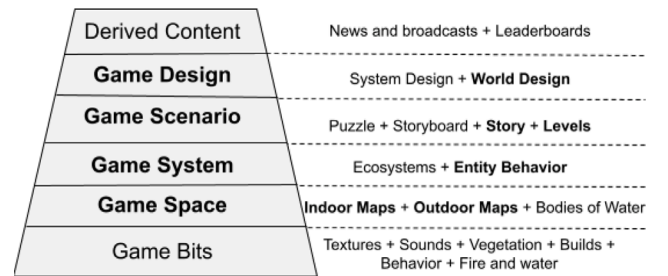 Derived Content News and broadcasts + Leaderboards
Game Design System Design + World Design
Game Scenario Puzzle + Storyboard + Story + Levels
Game System Ecosystems + Entity Behavior
Game Space Indoor Maps + Outdoor Maps + Bodies of Water
Game Bits Textures + Sounds + Vegetation + Builds +
Behavior + Fire and water